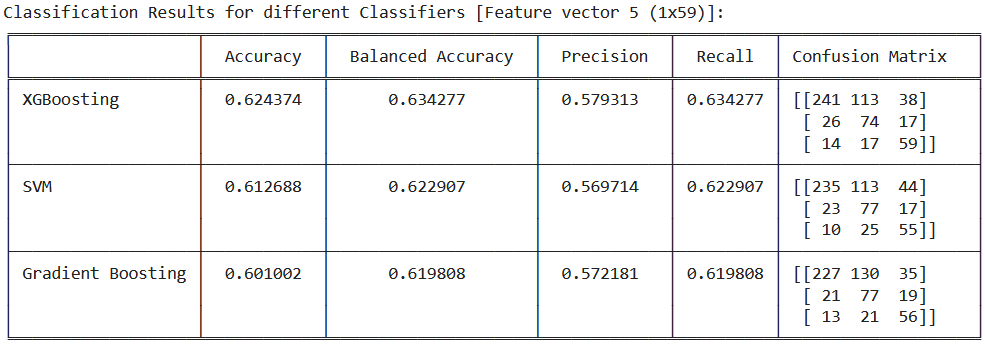 Classification Results for different Classifiers [Feature vector 5 (1x59)]:
Accuracy Balanced Accuracy Precision Recall Confusion Matrix
XGBoosting 0.624374 0.634277 0.579313 0.634277 [[241 113 38]
[ 26 74 17]
[ 14 17 59]]
SVM 0.612688 0.622907 0.569714 0.622907 [[235 113 44]
[ 23 77 17]
[ 10 25 55]]
Gradient Boosting 0.601002 0.619808 0.572181 0.619808 [[227 130 35]
[ 21 77 19]
[ 13 21 56]]